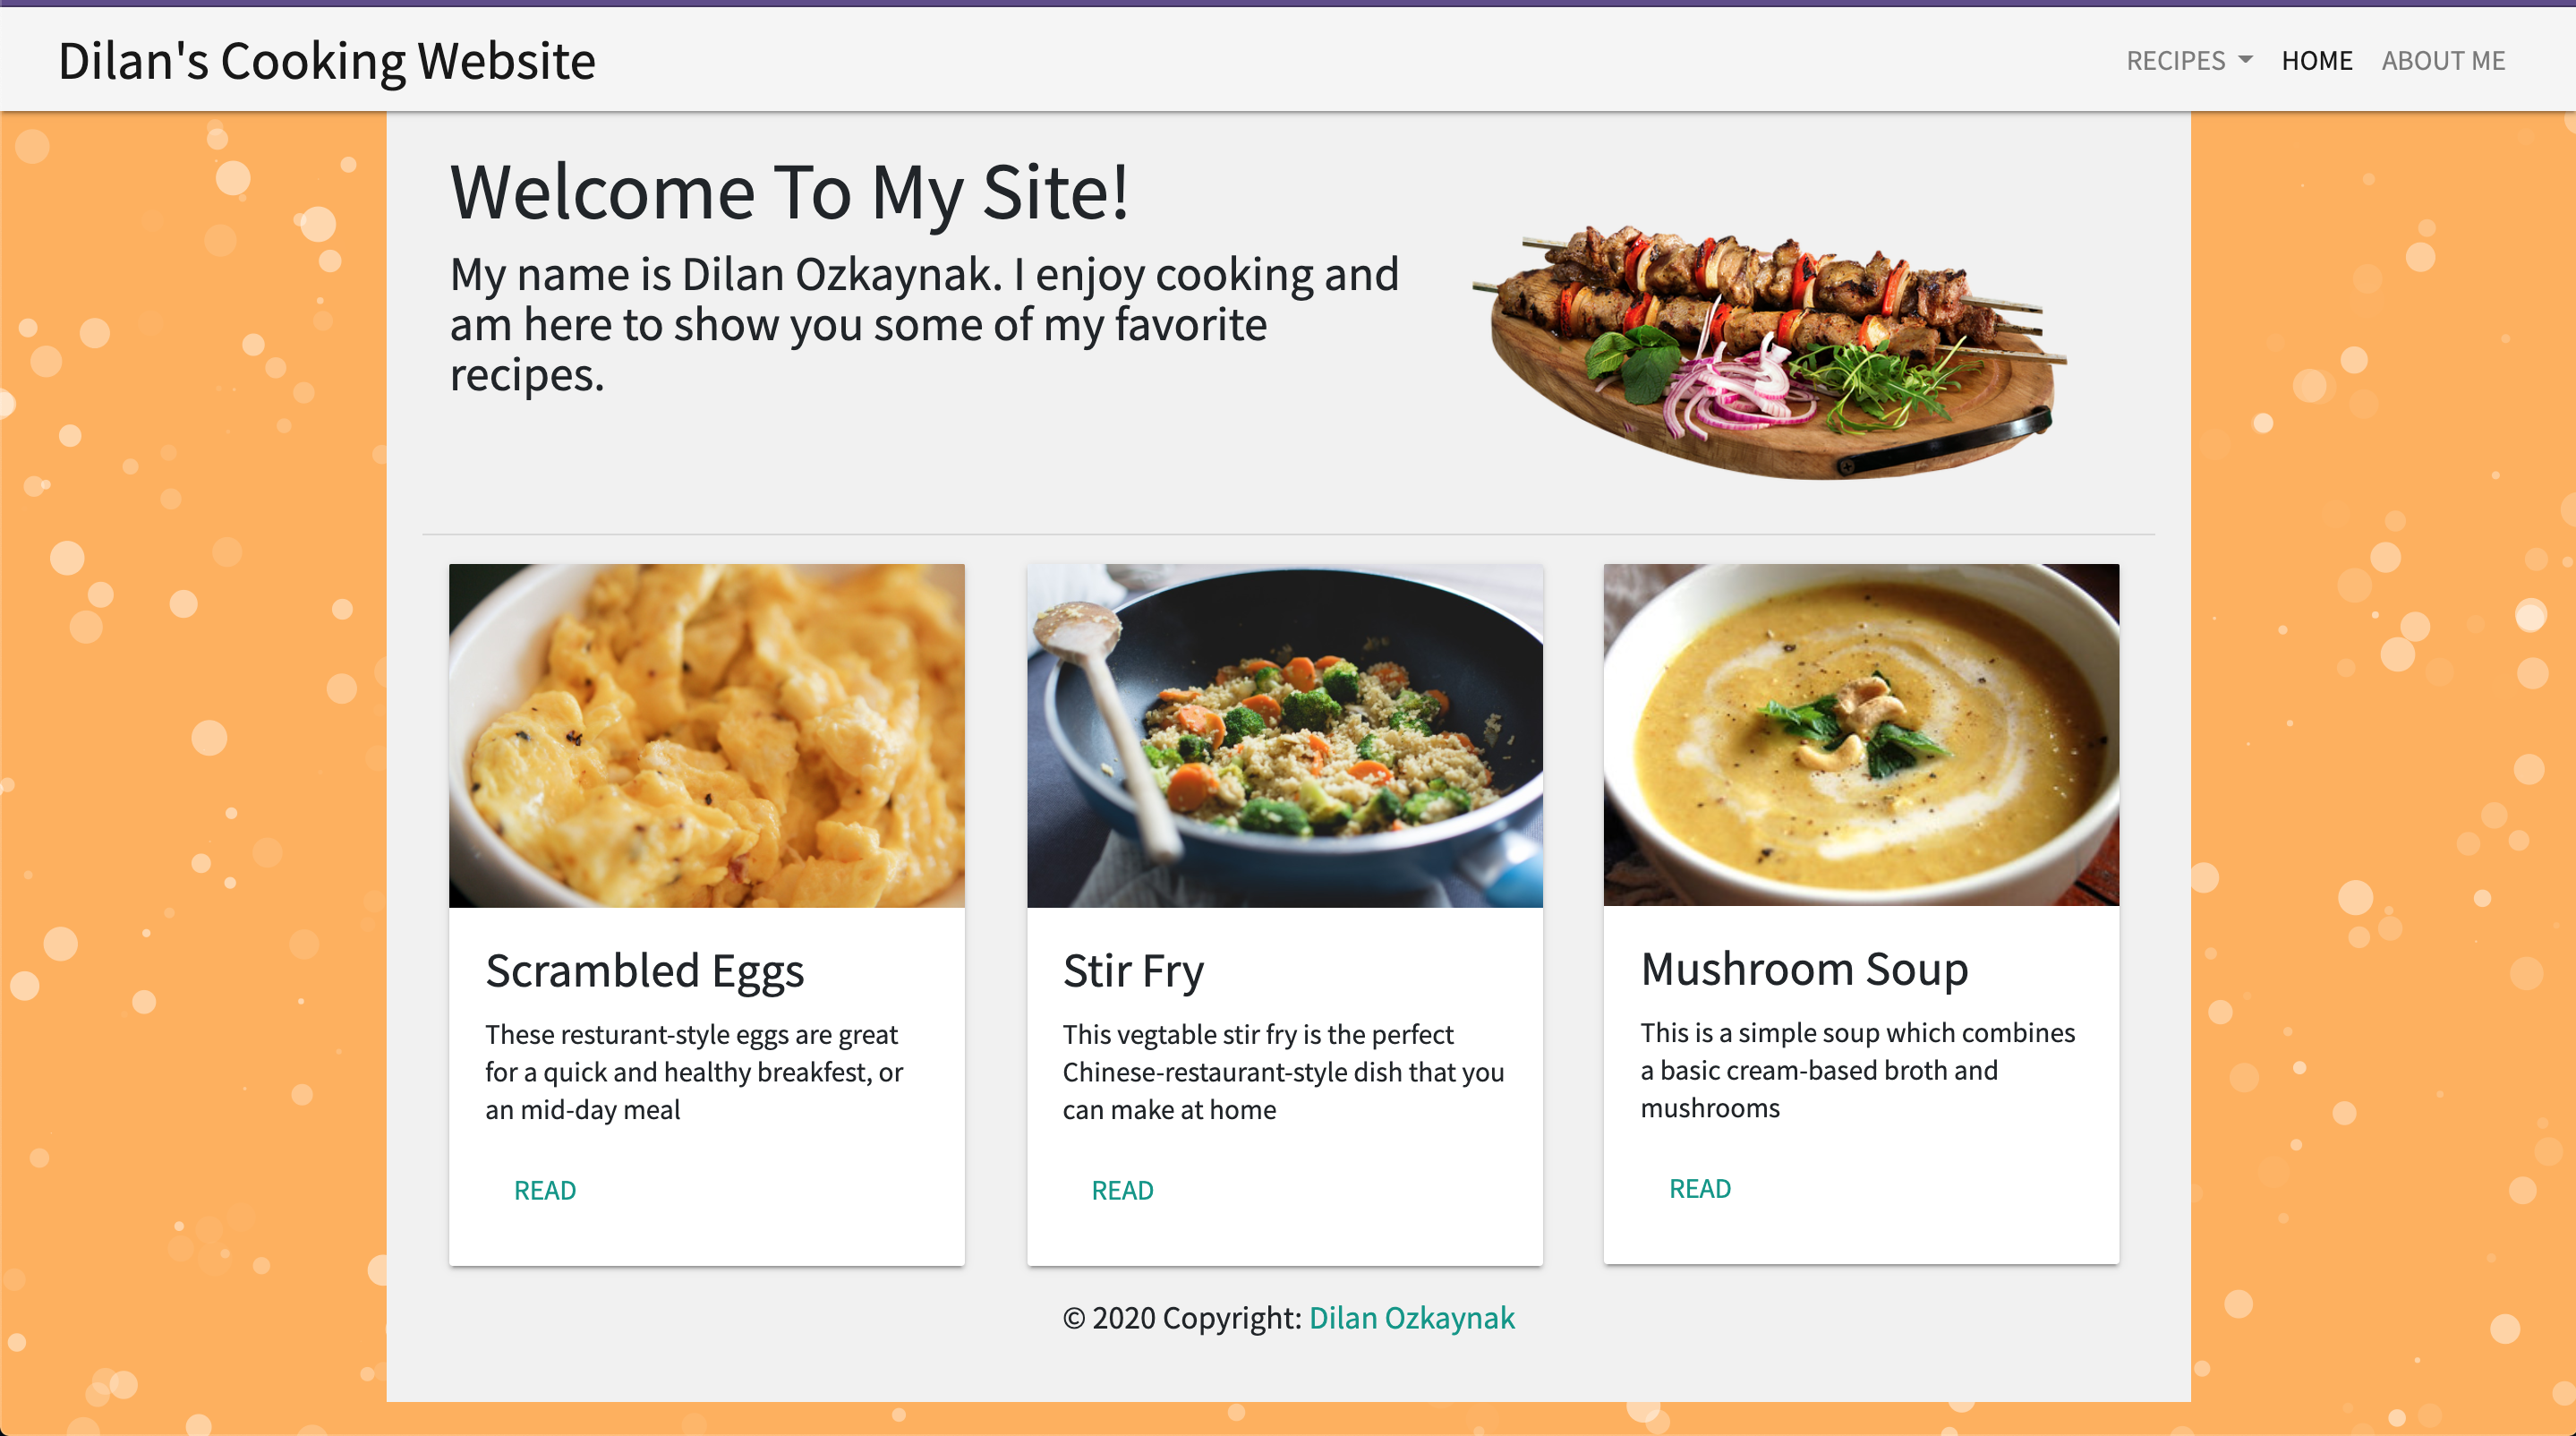 Dilan's Cooking Website
RECIPES HOME ABOUT ME
Welcome To My Site!
My name is Dilan Ozkaynak. I enjoy cooking and
am here to show you some of my favorite
recipes.
Scrambled Eggs
These resturant-style eggs are great
for a quick and healthy breakfest, or
an mid-day meal
READ
Stir Fry
This vegtable stir fry is the perfect
Chinese-restaurant-style dish that you
can make at home
READ
Mushroom Soup
This is a simple soup which combines
a basic cream-based broth and
mushrooms
READ
© 2020 Copyright: Dilan Ozkaynak